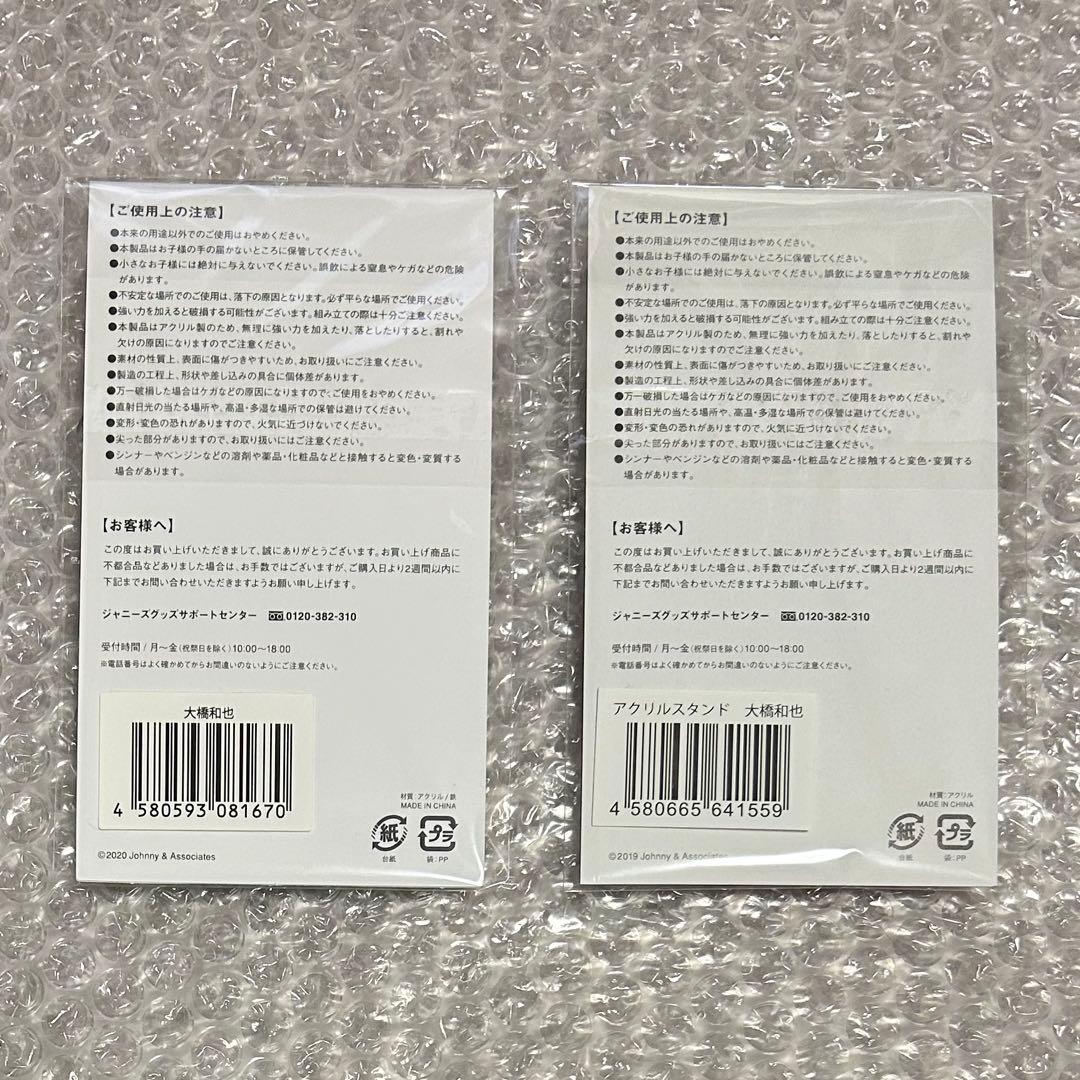 【ご使用上の注意】
●本来の用途以外でのご使用はおやめください。
●本製品はお子様の手の届かないところに保管してください。
●小さなお子様には絶対に与えないでください。誤飲による窒息やケガなどの危険
があります。
●不安定な場所でのご使用は、落下の原因となります。必ず平らな場所でご使用ください。
●強い力を加えると破損する可能性がございます。組み立ての際は十分ご注意ください。
●本製品はアクリル製のため、無理に強い力を加えたり、落としたりすると、割れや
欠けの原因になりますのでご注意ください。
●素材の性質上、表面に傷がつきやすいため、お取り扱いにご注意ください。
●製造の工程上、形状や差し込みの具合に個体差があります。
●万一破損した場合はケガなどの原因になりますので、ご使用をおやめください。
●直射日光の当たる場所や、高温・多湿な場所での保管は避けてください。
●変形・変色の恐れがありますので、火気に近づけないでください。
●尖った部分がありますので、お取り扱いにはご注意ください。
●シンナーやベンジンなどの溶剤や薬品・化粧品などと接触すると変色・変質する
場合があります。
【お客様へ】
この度はお買い上げいただきまして、誠にありがとうございます。お買い上げ商品に
不都合品などありました場合は、お手数ではございますが、ご購入日より2週間以内に
下記までお問い合わせいただきますようお願い申し上げます。
ジャニーズグッズサポートセンター 0120-382-310
受付時間 / 月〜金（祝祭日を除く）10:00〜18:00
※電話番号はよく確かめてからお間違いのないようにご注意ください。
大橋和也
4 580593 081670
材質：アクリル / 鉄
MADE IN CHINA
紙
プラ
台紙
袋：PP
©2020 Johnny & Associates
【ご使用上の注意】
●本来の用途以外でのご使用はおやめください。
●本製品はお子様の手の届かないところに保管してください。
●小さなお子様には絶対に与えないでください。誤飲による窒息やケガなどの危険
があります。
●不安定な場所でのご使用は、落下の原因となります。必ず平らな場所でご使用ください。
●強い力を加えると破損する可能性がございます。組み立ての際は十分ご注意ください。
●本製品はアクリル製のため、無理に強い力を加えたり、落としたりすると、割れや
欠けの原因になりますのでご注意ください。
●素材の性質上、表面に傷がつきやすいため、お取り扱いにご注意ください。
●製造の工程上、形状や差し込みの具合に個体差があります。
●万一破損した場合はケガなどの原因になりますので、ご使用をおやめください。
●直射日光の当たる場所や、高温・多湿な場所での保管は避けてください。
●変形・変色の恐れがありますので、火気に近づけないでください。
●尖った部分がありますので、お取り扱いにはご注意ください。
●シンナーやベンジンなどの溶剤や薬品・化粧品などと接触すると変色・変質する
場合があります。
【お客様へ】
この度はお買い上げいただきまして、誠にありがとうございます。お買い上げ商品に
不都合品などありました場合は、お手数ではございますが、ご購入日より2週間以内に
下記までお問い合わせいただきますようお願い申し上げます。
ジャニーズグッズサポートセンター 0120-382-310
受付時間 / 月〜金（祝祭日を除く）10:00〜18:00
※電話番号はよく確かめてからお間違いのないようにご注意ください。
アクリルスタンド 大橋和也
4 580665 641559
材質：アクリル
MADE IN CHINA
紙
プラ
台紙
袋：PP
©2019 Johnny & Associates